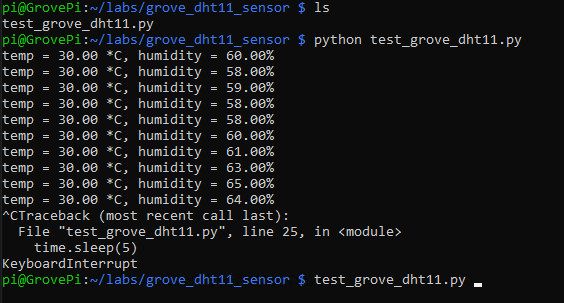 pi@GrovePi:~/labs/grove_dht11_sensor $ ls
test_grove_dht11.py
pi@GrovePi:~/labs/grove_dht11_sensor $ python test_grove_dht11.py
temp = 30.00 *C, humidity = 60.00%
temp = 30.00 *C, humidity = 58.00%
temp = 30.00 *C, humidity = 59.00%
temp = 30.00 *C, humidity = 58.00%
temp = 30.00 *C, humidity = 58.00%
temp = 30.00 *C, humidity = 60.00%
temp = 30.00 *C, humidity = 61.00%
temp = 30.00 *C, humidity = 63.00%
temp = 30.00 *C, humidity = 65.00%
temp = 30.00 *C, humidity = 64.00%
^CTraceback (most recent call last):
  File "test_grove_dht11.py", line 25, in <module>
    time.sleep(5)
KeyboardInterrupt
pi@GrovePi:~/labs/grove_dht11_sensor $ test_grove_dht11.py